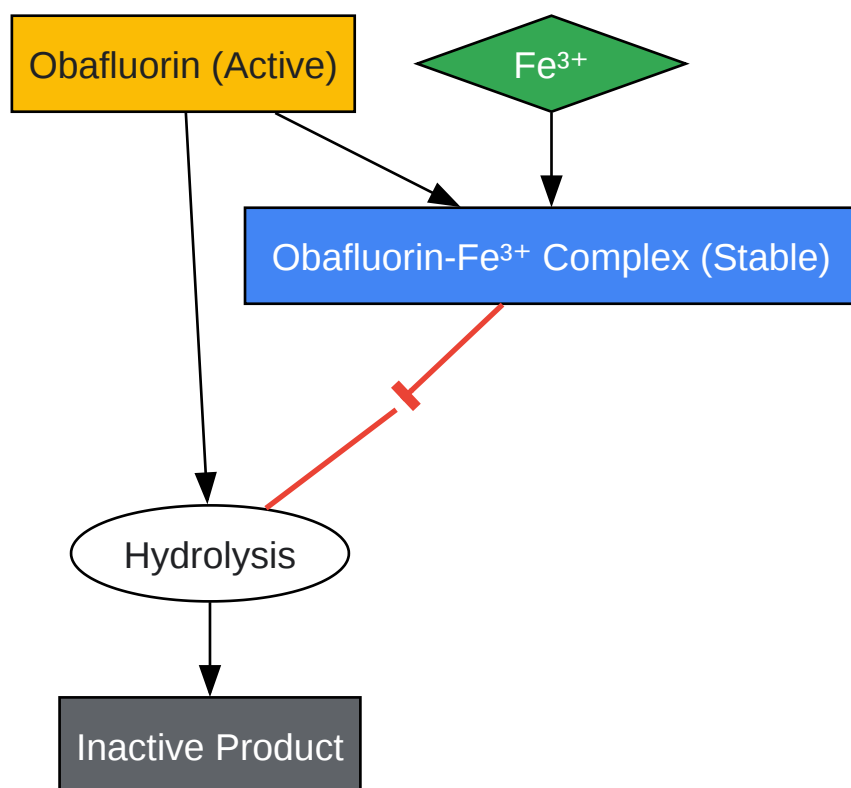 Obafluorin (Active)
Fe³⁺
Obafluorin-Fe³⁺ Complex (Stable)
Hydrolysis
Inactive Product